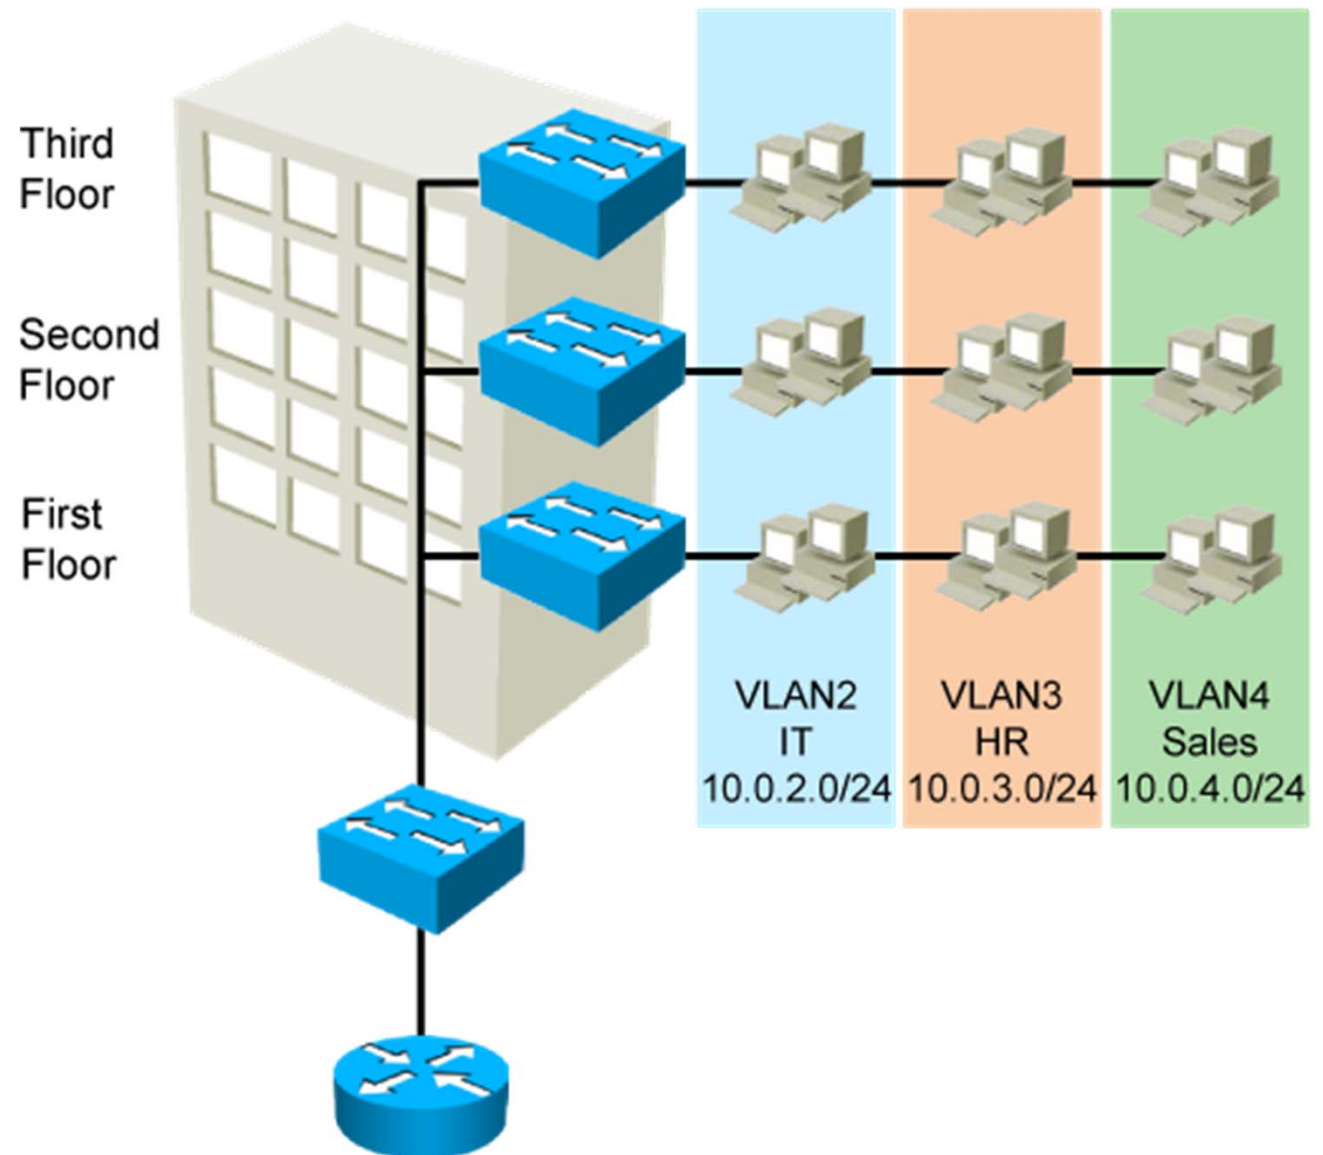 Third
Floor
Second
Floor
First
Floor
VLAN2
IT
10.0.2.0/24
VLAN3
HR
10.0.3.0/24
VLAN4
Sales
10.0.4.0/24